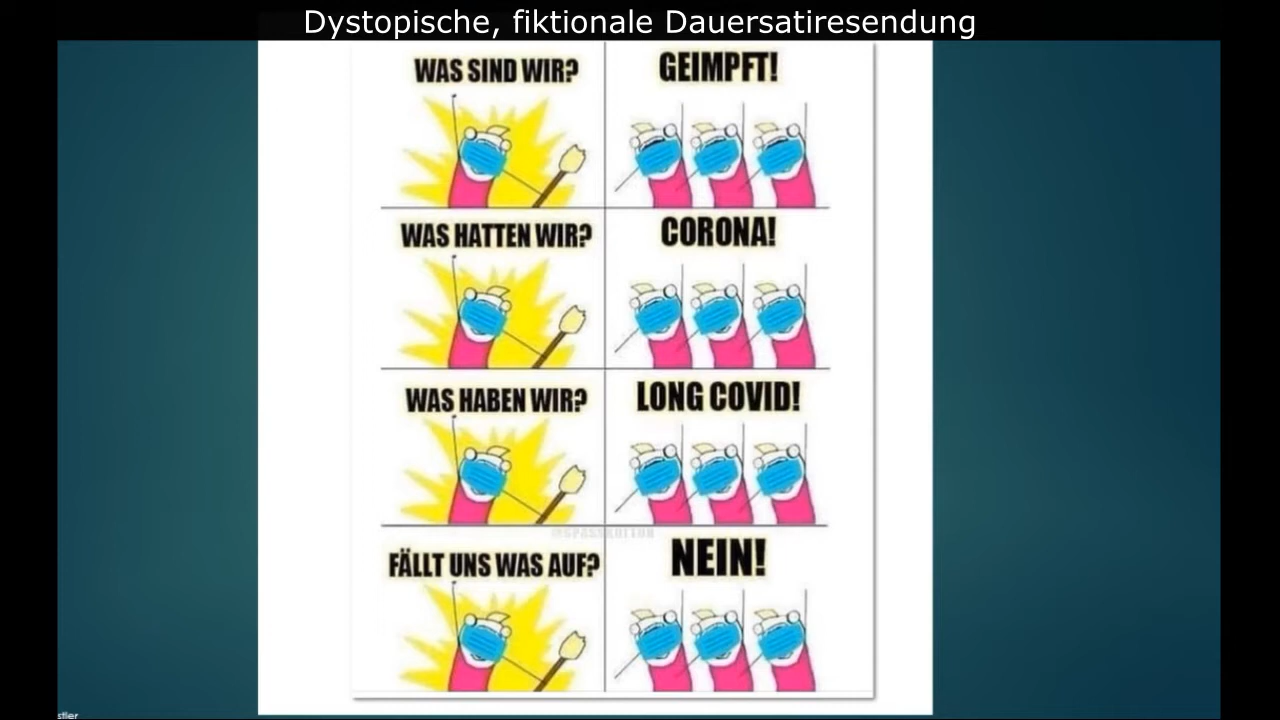 Dystopische, fiktionale Dauersatiresendung
WAS SIND WIR?
GEIMPFT!
WAS HATTEN WIR?
CORONA!
WAS HABEN WIR?
LONG COVID!
FÄLLT UNS WAS AUF?
NEIN!